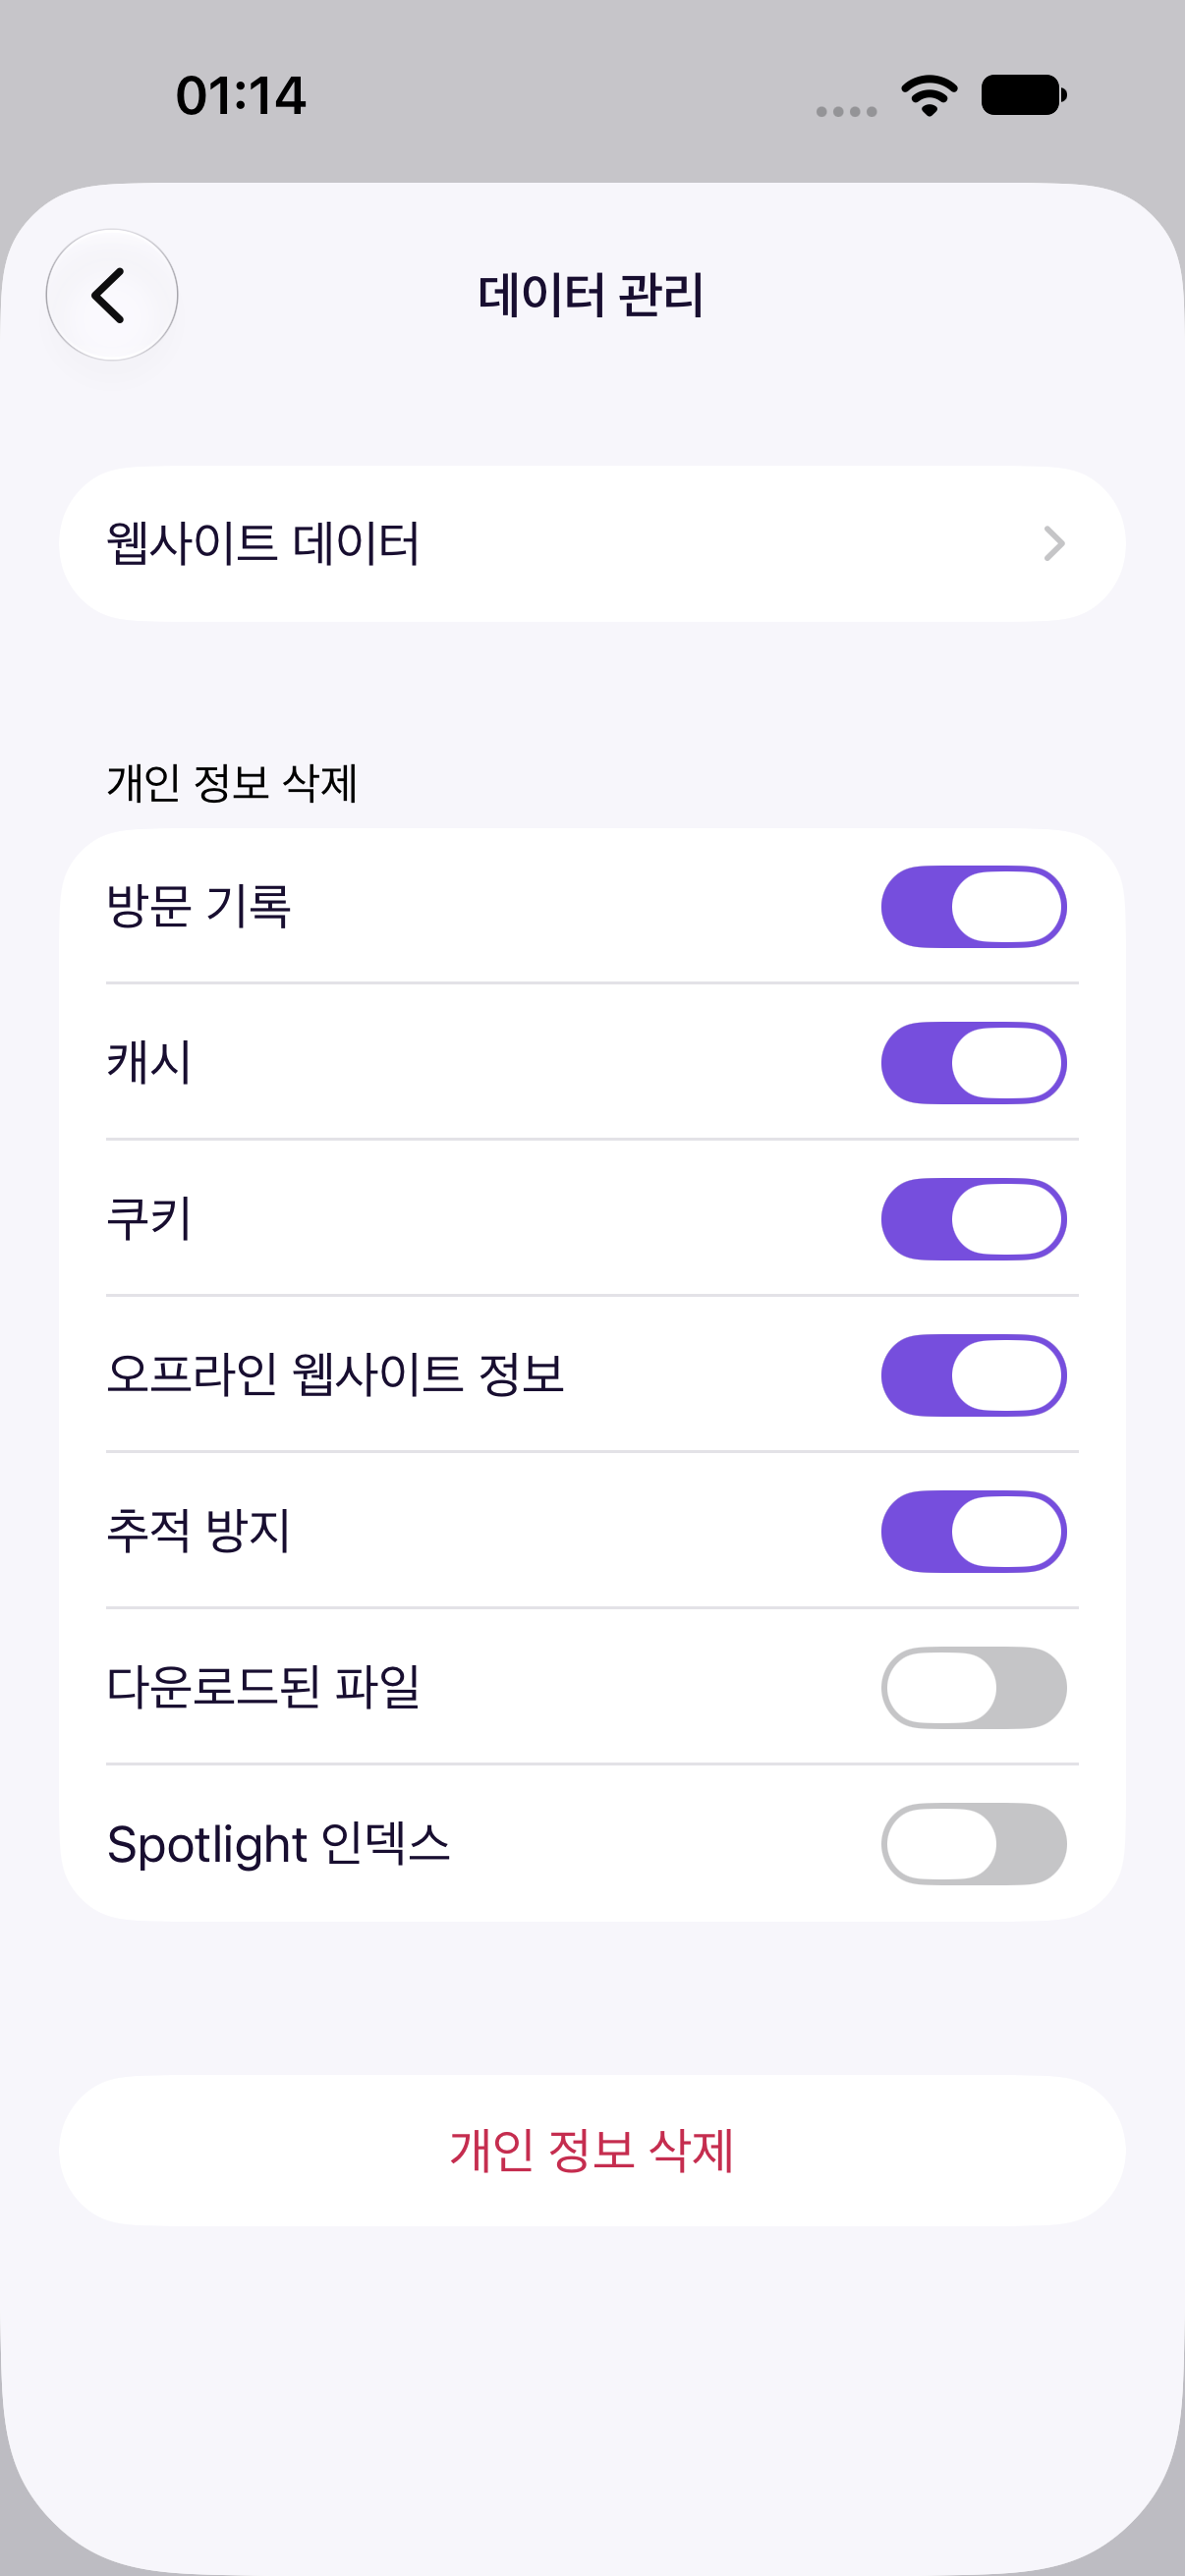 01:14
데이터 관리
웹사이트 데이터
개인 정보 삭제
방문 기록
캐시
쿠키
오프라인 웹사이트 정보
추적 방지
다운로드된 파일
Spotlight 인덱스
개인 정보 삭제